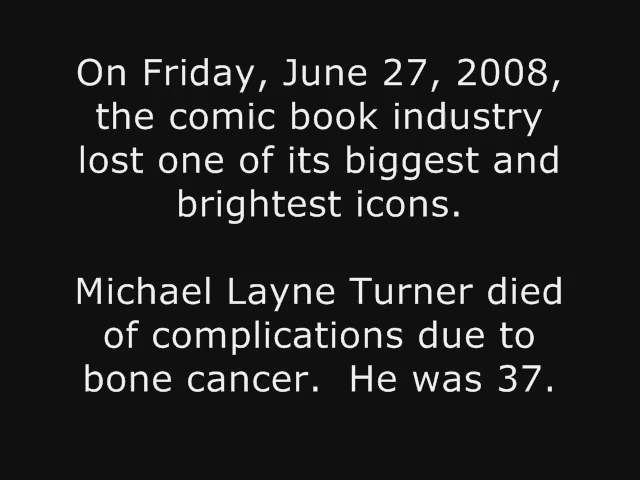 On Friday, June 27, 2008,
the comic book industry
lost one of its biggest and
brightest icons.
Michael Layne Turner died
of complications due to
bone cancer.  He was 37.